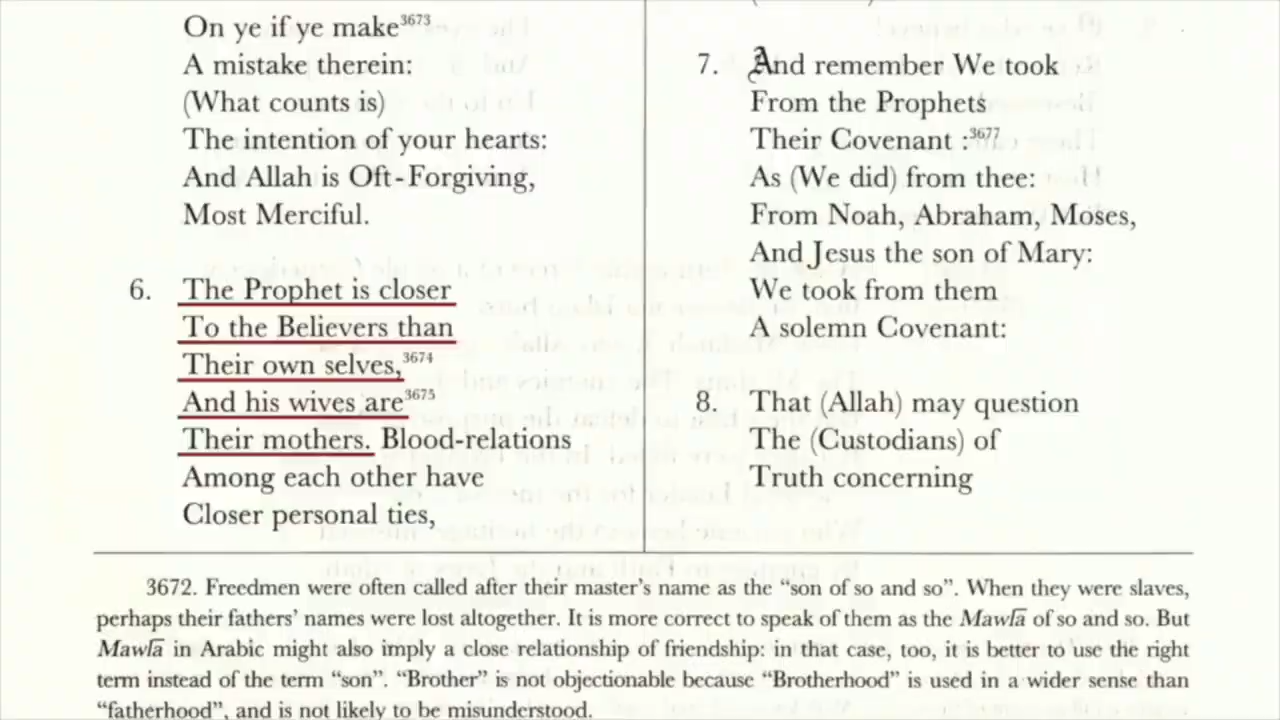 On ye if ye make3673
A mistake therein:
(What counts is)
The intention of your hearts:
And Allah is Oft-Forgiving,
Most Merciful.
6. The Prophet is closer
To the Believers than
Their own selves,3674
And his wives are3675
Their mothers. Blood-relations
Among each other have
Closer personal ties,
7. And remember We took
From the Prophets
Their Covenant :3677
As (We did) from thee:
From Noah, Abraham, Moses,
And Jesus the son of Mary:
We took from them
A solemn Covenant:
8. That (Allah) may question
The (Custodians) of
Truth concerning
3672. Freedmen were often called after their master's name as the “son of so and so”. When they were slaves,
perhaps their fathers' names were lost altogether. It is more correct to speak of them as the Mawlā of so and so. But
Mawlā in Arabic might also imply a close relationship of friendship: in that case, too, it is better to use the right
term instead of the term “son”. “Brother” is not objectionable because “Brotherhood” is used in a wider sense than
“fatherhood”, and is not likely to be misunderstood.